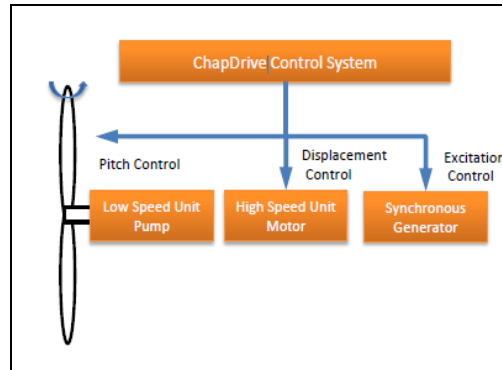 ChapDrive Control System
Pitch Control
Displacement
Control
Excitation
Control
Low Speed Unit
Pump
High Speed Unit
Motor
Synchronous
Generator